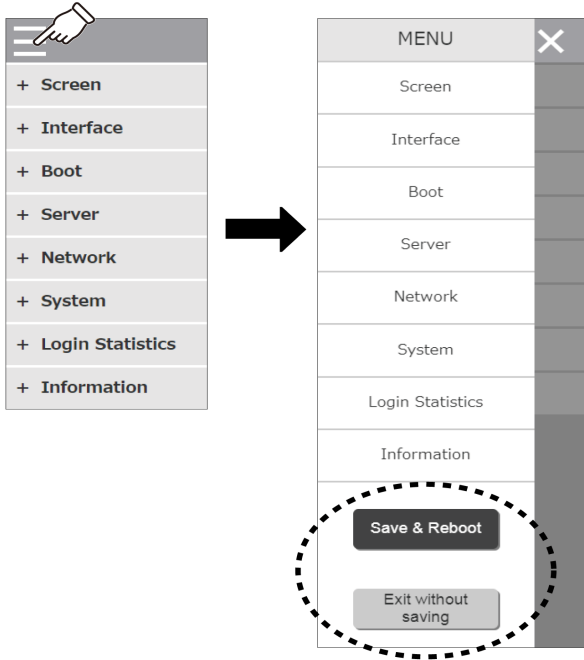 + Screen
+ Interface
+ Boot
+ Server
+ Network
+ System
+ Login Statistics
+ Information
MENU
Screen
Interface
Boot
Server
Network
System
Login Statistics
Information
Save & Reboot
Exit without
saving